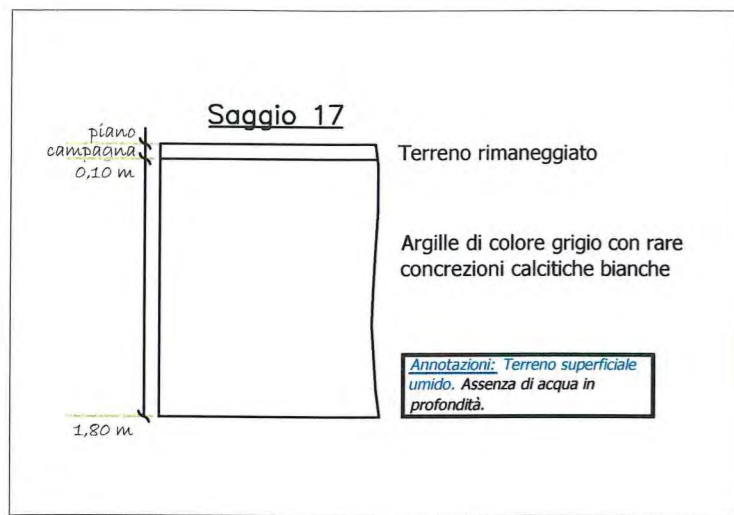 Saggio 17
piano
campagna
0,10 m
Terreno rimaneggiato
Argille di colore grigio con rare
concrezioni calcitiche bianche
Annotazioni: Terreno superficiale
umido. Assenza di acqua in
profondità.
1,80 m